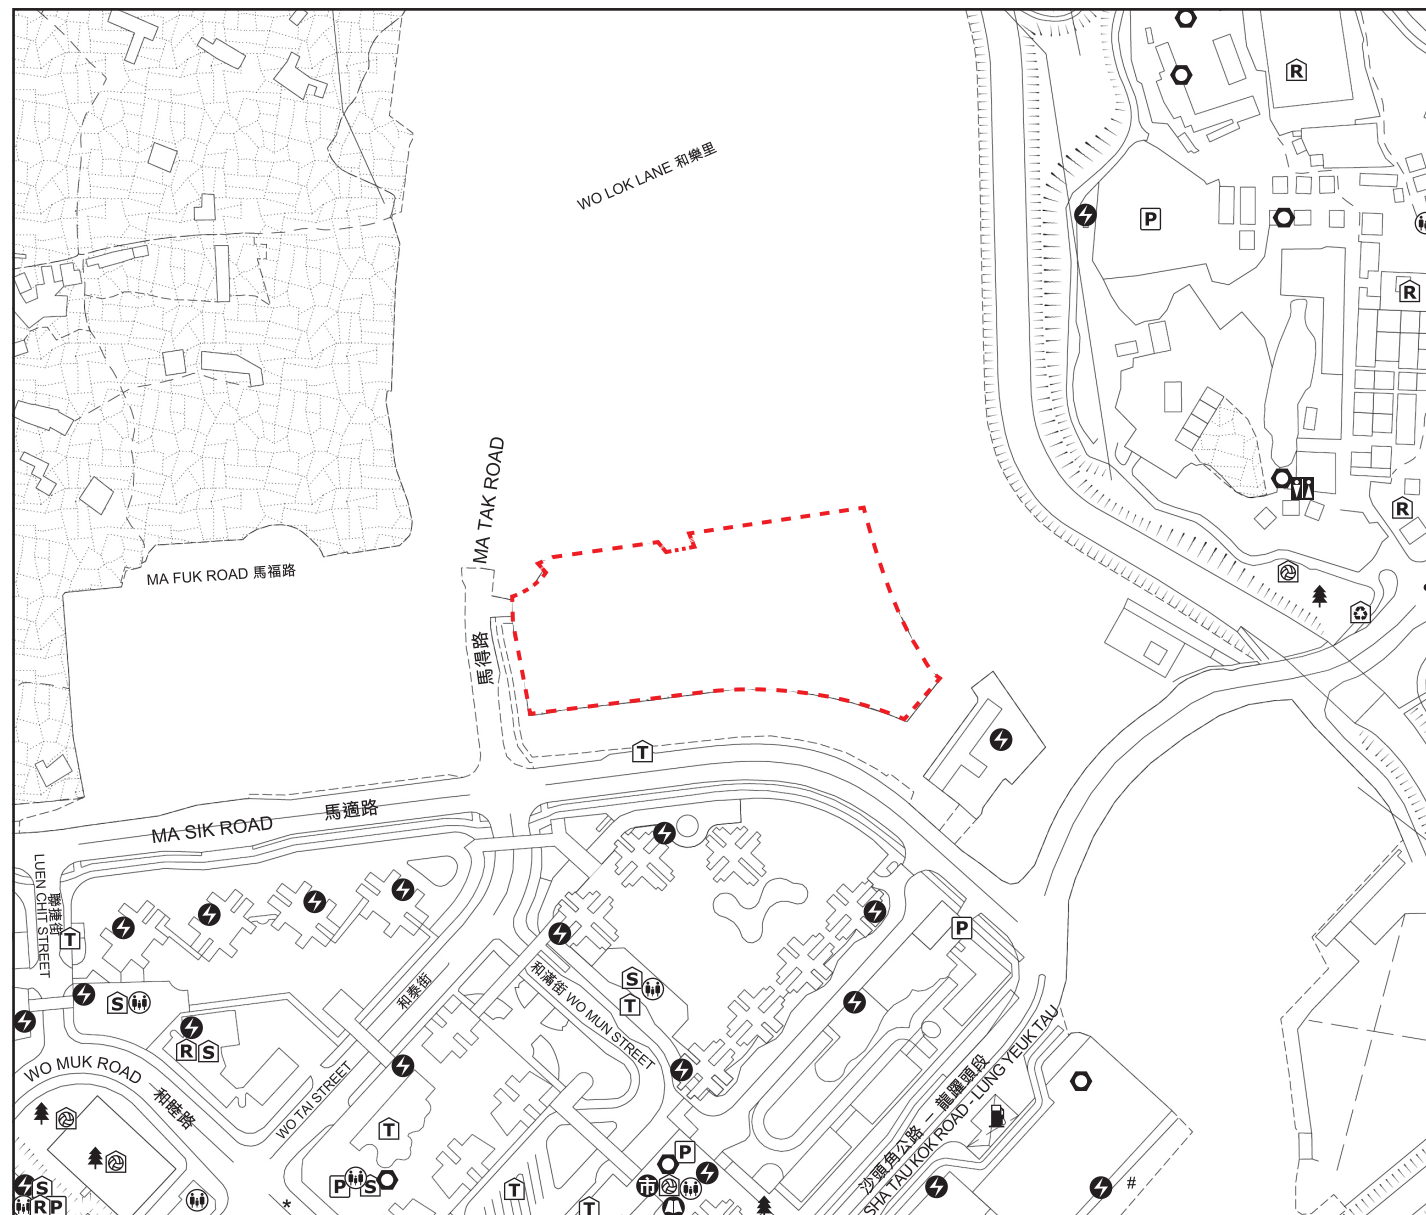 R
WO LOK LANE 和樂里
P
R
MA TAK ROAD
R
MA FUK ROAD 馬福路
馬得路
T
馬適路
MA SIK ROAD
LUEN CHIT STREET
聯捷街
T
P
S
和滿街 WO MUN STREET
T
和泰街
S
R S
WO MUK ROAD
和睦路
WO TAI STREET
沙頭角公路 - 龍躍頭段
SHA TAU KOK ROAD - LUNG YEUK TAU
T
P
P S
市
T
T
S
R P
*
#